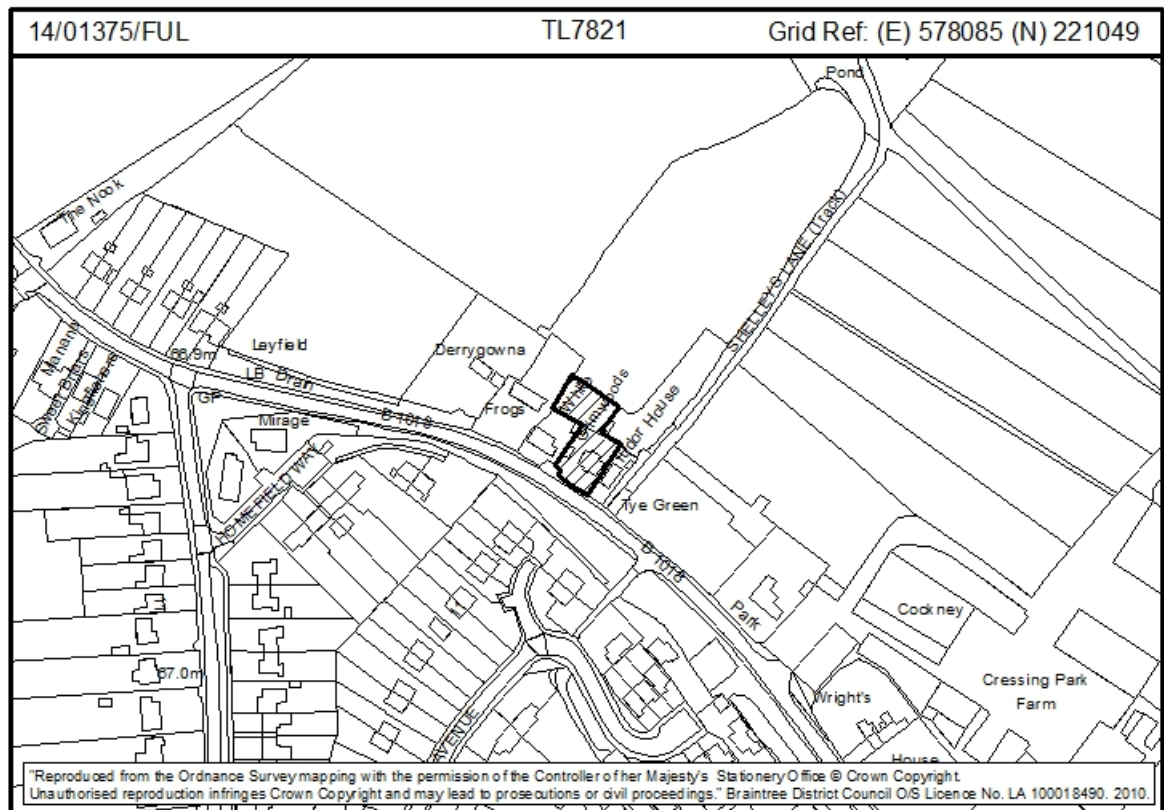 14/01375/FUL TL7821 Grid Ref: (E) 578085 (N) 221049
Pond
The Nook
SHELLEYS LANE (Track)
Manana
Sweet Briers
66.9m
Leyfield
LB Drain
Derrygowna
GP
B 1018
Frogs
Mirage
HOMEFIELD WAY
White
Tudor House
Tye Green
B 1018
Park
Cockney
67.0m
Wright's
Cressing Park
Farm
AVENUE
House
"Reproduced from the Ordnance Survey mapping with the permission of the Controller of her Majesty's Stationery Office © Crown Copyright.
Unauthorised reproduction infringes Crown Copyright and may lead to prosecutions or civil proceedings." Braintree District Council O/S Licence No. LA 100018490. 2010.